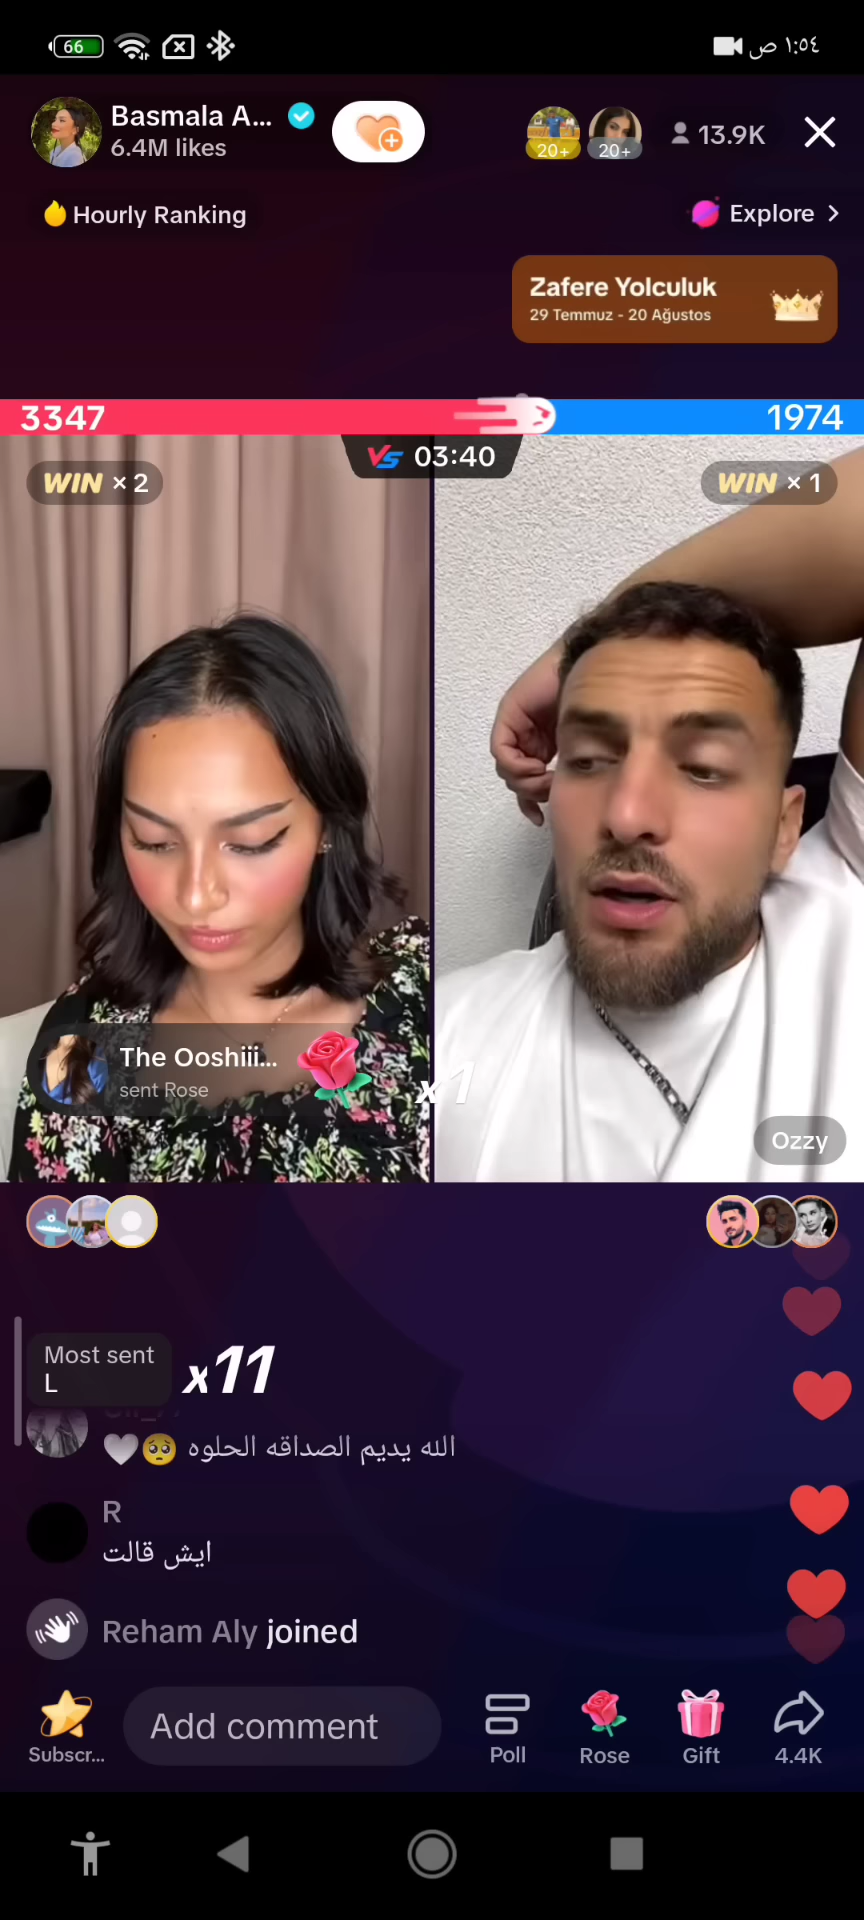 66
١:٥٤ ص
Basmala A...
6.4M likes
20+
20+
13.9K
Hourly Ranking
Explore >
Zafere Yolculuk
29 Temmuz - 20 Ağustos
3347
1974
VS 03:40
WIN × 2
WIN × 1
The Ooshiii...
sent Rose
x1
Ozzy
Most sent
L
x11
الله يديم الصداقه الحلوه 🥺🤍
R
ايش قالت
Reham Aly joined
Add comment
Subscr...
Poll
Rose
Gift
4.4K